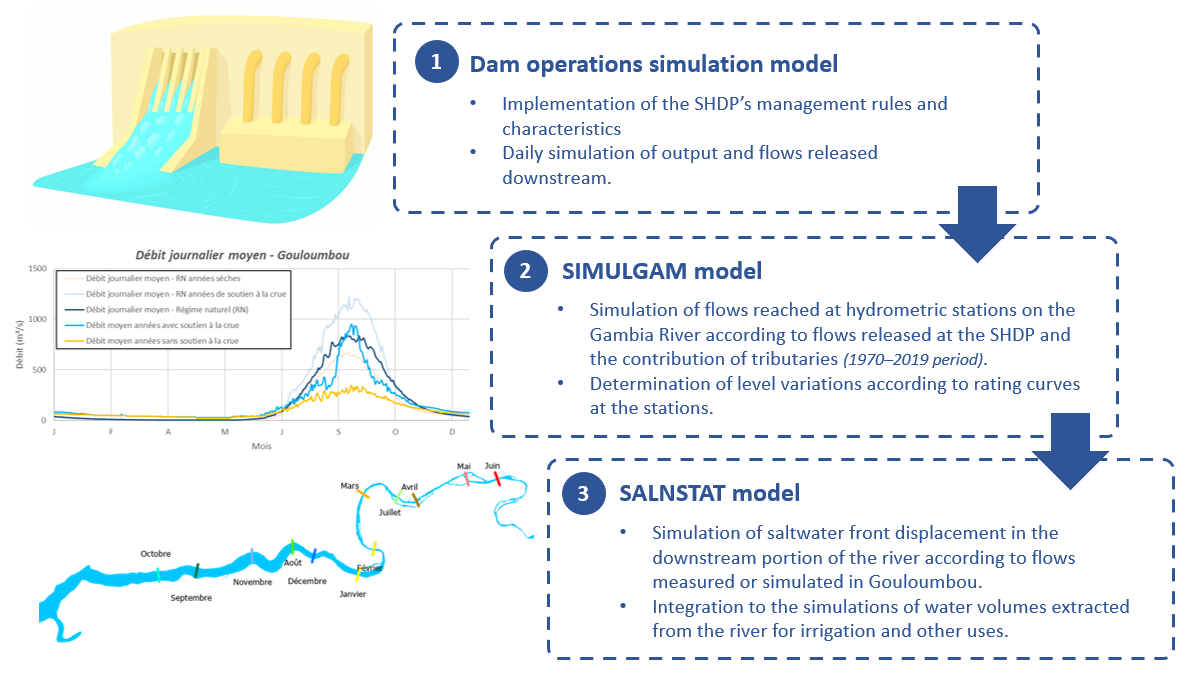 1
Dam operations simulation model
• Implementation of the SHDP's management rules and
characteristics
• Daily simulation of output and flows released
downstream.
Débit journalier moyen - Gouloumbou
Débit journalier moyen - RN années sèches
Débit journalier moyen - RN années de soutien à la crue
Débit journalier moyen - Régime naturel (RN)
Débit moyen années avec soutien à la crue
Débit moyen années sans soutien à la crue
Débit (m³/s)
1500
1000
500
0
J F A M J S O D
Mois
2
SIMULGAM model
• Simulation of flows reached at hydrometric stations on the
Gambia River according to flows released at the SHDP and
the contribution of tributaries (1970–2019 period).
• Determination of level variations according to rating curves
at the stations.
Mai
Juin
Mars
Avril
Juillet
Octobre
Août
Février
Novembre
Décembre
Septembre
Janvier
3
SALNSTAT model
• Simulation of saltwater front displacement in the
downstream portion of the river according to flows
measured or simulated in Gouloumbou.
• Integration to the simulations of water volumes extracted
from the river for irrigation and other uses.